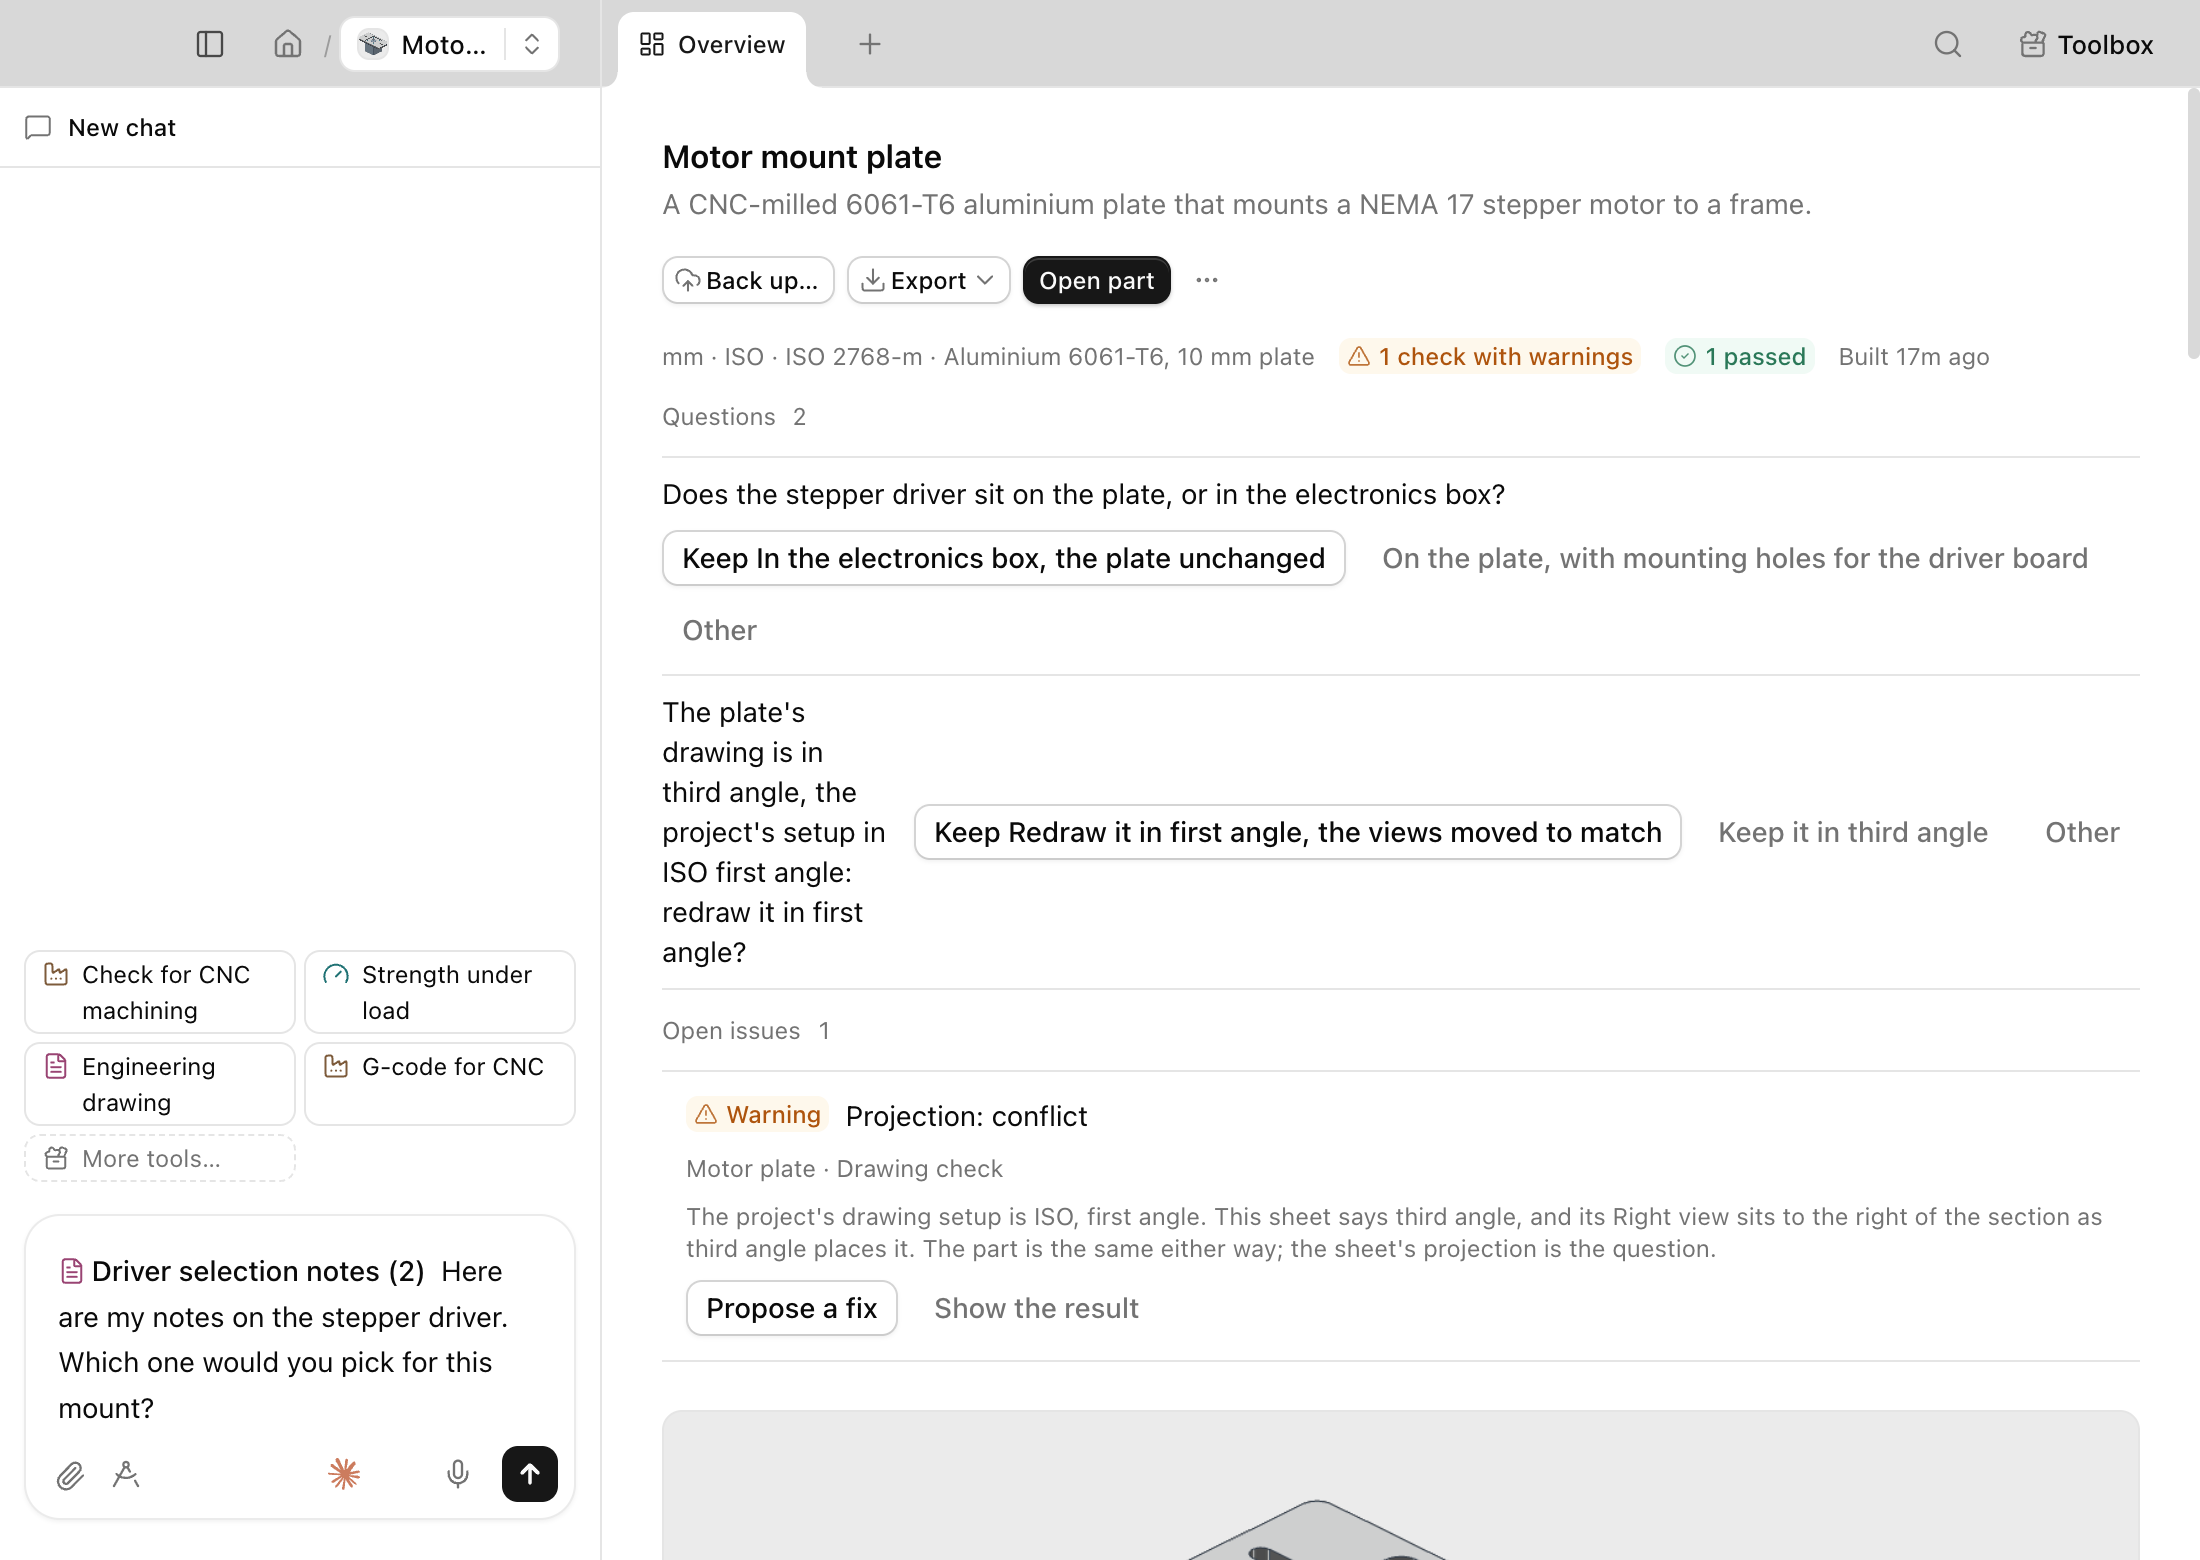 Moto...
Overview
Toolbox
New chat
Motor mount plate
A CNC-milled 6061-T6 aluminium plate that mounts a NEMA 17 stepper motor to a frame.
Back up...
Export
Open part
mm · ISO · ISO 2768-m · Aluminium 6061-T6, 10 mm plate
1 check with warnings
1 passed
Built 17m ago
Questions 2
Does the stepper driver sit on the plate, or in the electronics box?
Keep In the electronics box, the plate unchanged
On the plate, with mounting holes for the driver board
Other
The plate's
drawing is in
third angle, the
project's setup in
ISO first angle:
redraw it in first
angle?
Keep Redraw it in first angle, the views moved to match
Keep it in third angle
Other
Open issues 1
Warning
Projection: conflict
Motor plate · Drawing check
The project's drawing setup is ISO, first angle. This sheet says third angle, and its Right view sits to the right of the section as
third angle places it. The part is the same either way; the sheet's projection is the question.
Propose a fix
Show the result
Check for CNC
machining
Strength under
load
Engineering
drawing
G-code for CNC
More tools...
Driver selection notes (2) Here
are my notes on the stepper driver.
Which one would you pick for this
mount?